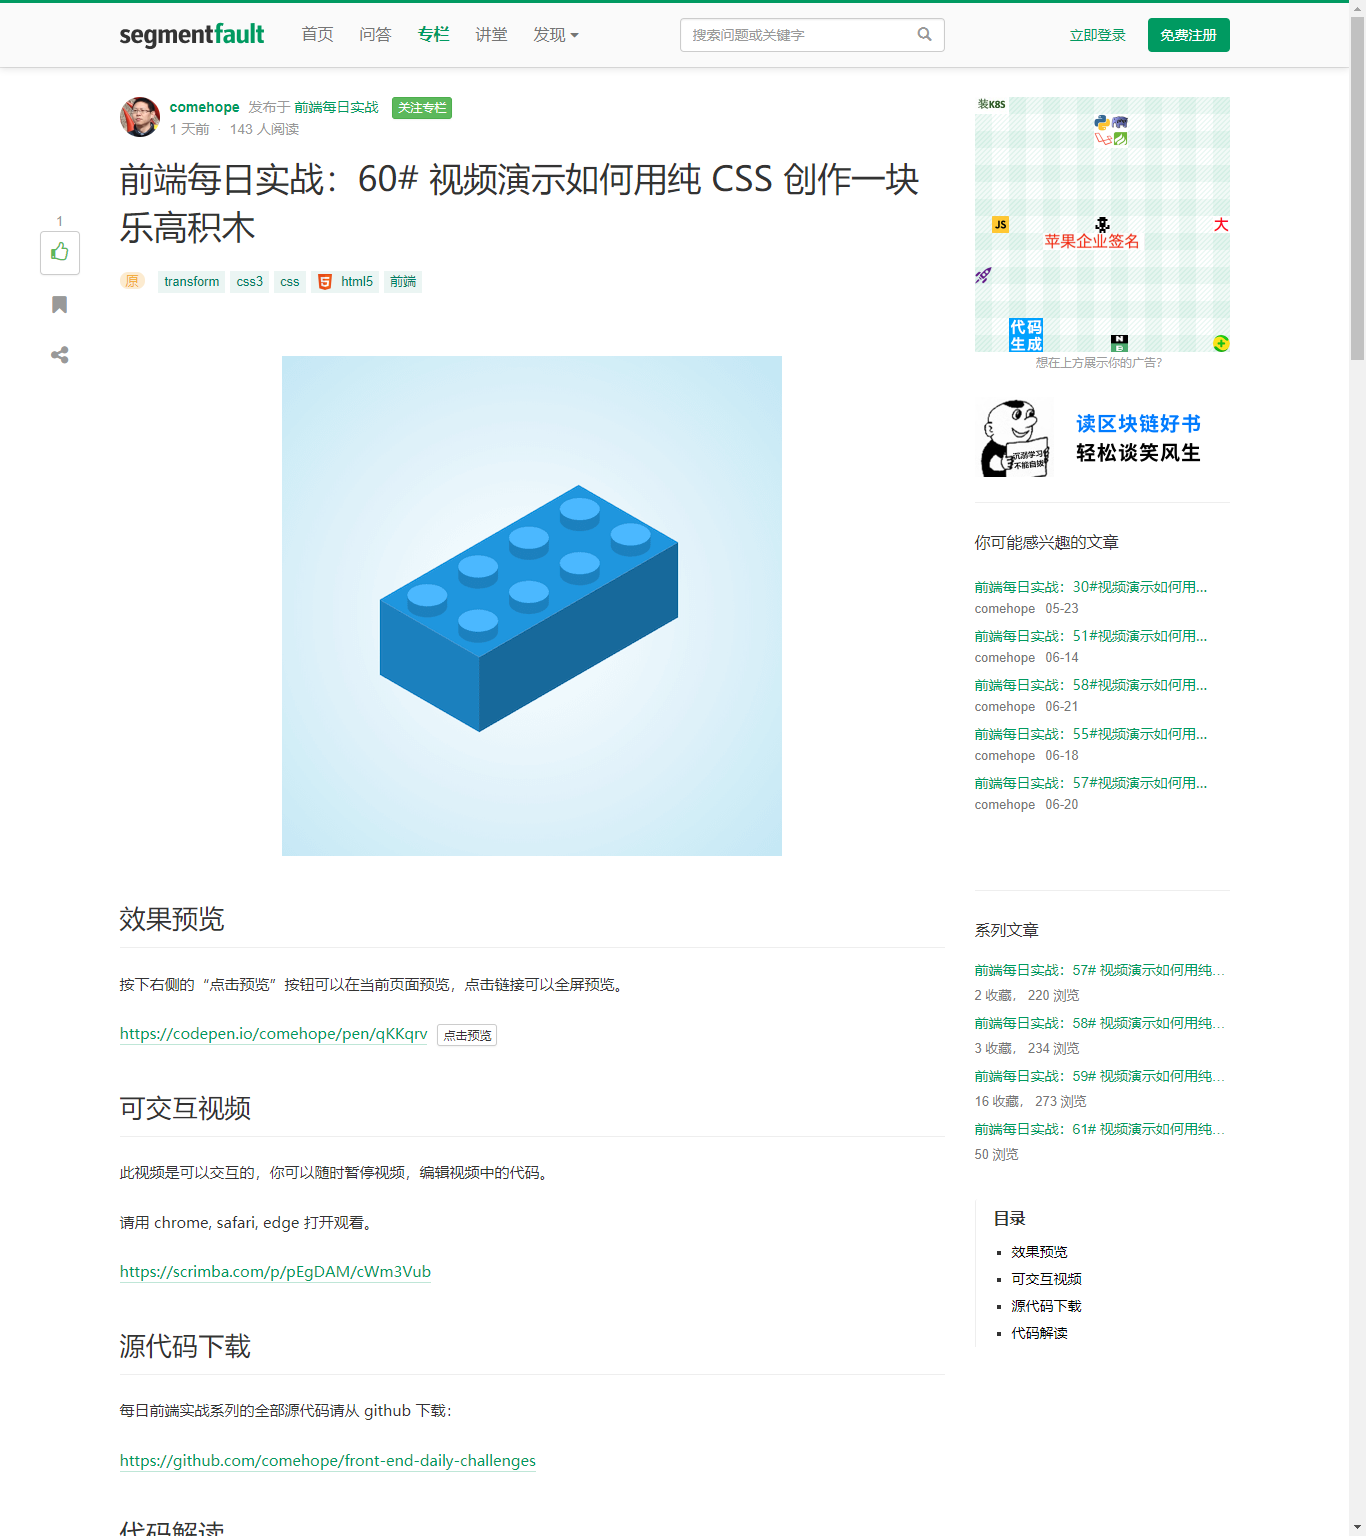 segmentfault 首页 问答 专栏 讲堂 发现 搜索问题或关键字 立即登录 免费注册
comehope 发布于 前端每日实战 关注专栏
1 天前 · 143 人阅读
前端每日实战：60# 视频演示如何用纯 CSS 创作一块
乐高积木
1
原 transform css3 css html5 前端
效果预览
按下右侧的“点击预览”按钮可以在当前页面预览，点击链接可以全屏预览。
https://codepen.io/comehope/pen/qKKqrv 点击预览
可交互视频
此视频是可以交互的，你可以随时暂停视频，编辑视频中的代码。
请用 chrome, safari, edge 打开观看。
https://scrimba.com/p/pEgDAM/cWm3Vub
源代码下载
每日前端实战系列的全部源代码请从 github 下载：
https://github.com/comehope/front-end-daily-challenges
代码解读
装K8S
JS
大
苹果企业签名
代码
生成
N
想在上方展示你的广告？
读区块链好书
轻松谈笑风生
沉溺学习
不能自拔
你可能感兴趣的文章
前端每日实战：30#视频演示如何用...
comehope 05-23
前端每日实战：51#视频演示如何用...
comehope 06-14
前端每日实战：58#视频演示如何用...
comehope 06-21
前端每日实战：55#视频演示如何用...
comehope 06-18
前端每日实战：57#视频演示如何用...
comehope 06-20
系列文章
前端每日实战：57# 视频演示如何用纯...
2 收藏， 220 浏览
前端每日实战：58# 视频演示如何用纯...
3 收藏， 234 浏览
前端每日实战：59# 视频演示如何用纯...
16 收藏， 273 浏览
前端每日实战：61# 视频演示如何用纯...
50 浏览
目录
效果预览
可交互视频
源代码下载
代码解读